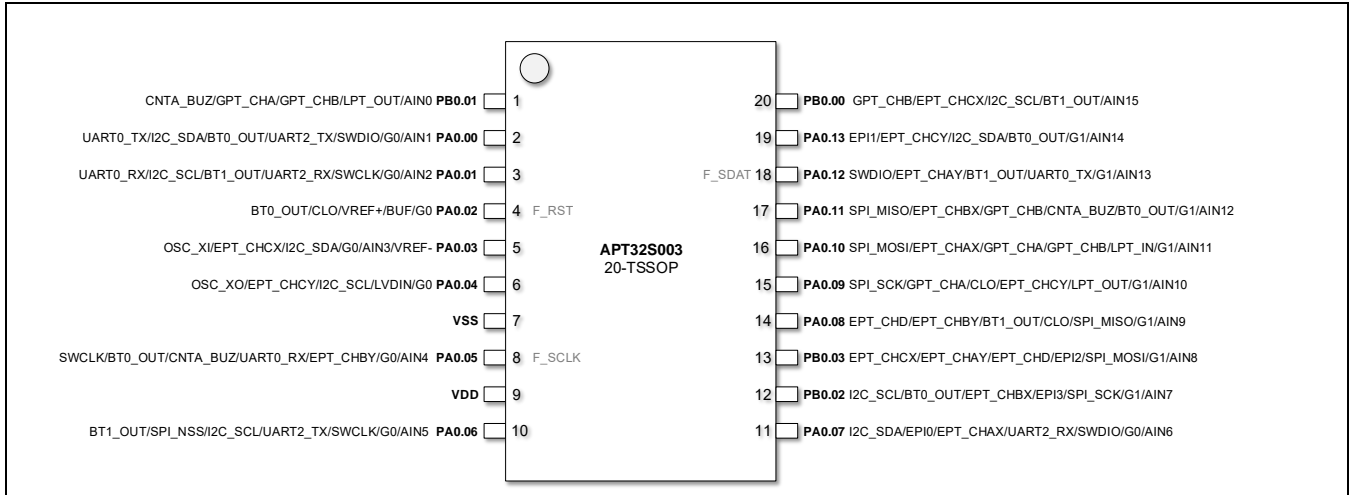 CNTA_BUZ/GPT_CHA/GPT_CHB/LPT_OUT/AIN0 PB0.01 1
UART0_TX/I2C_SDA/BT0_OUT/UART2_TX/SWDIO/G0/AIN1 PA0.00 2
UART0_RX/I2C_SCL/BT1_OUT/UART2_RX/SWCLK/G0/AIN2 PA0.01 3
BT0_OUT/CLO/VREF+/BUF/G0 PA0.02 4 F_RST
OSC_XI/EPT_CHCX/I2C_SDA/G0/AIN3/VREF- PA0.03 5
OSC_XO/EPT_CHCY/I2C_SCL/LVDIN/G0 PA0.04 6
VSS 7
SWCLK/BT0_OUT/CNTA_BUZ/UART0_RX/EPT_CHBY/G0/AIN4 PA0.05 8 F_SCLK
VDD 9
BT1_OUT/SPI_NSS/I2C_SCL/UART2_TX/SWCLK/G0/AIN5 PA0.06 10
APT32S003
20-TSSOP
20 PB0.00 GPT_CHB/EPT_CHCX/I2C_SCL/BT1_OUT/AIN15
19 PA0.13 EPI1/EPT_CHCY/I2C_SDA/BT0_OUT/G1/AIN14
F_SDAT 18 PA0.12 SWDIO/EPT_CHAY/BT1_OUT/UART0_TX/G1/AIN13
17 PA0.11 SPI_MISO/EPT_CHBX/GPT_CHB/CNTA_BUZ/BT0_OUT/G1/AIN12
16 PA0.10 SPI_MOSI/EPT_CHAX/GPT_CHA/GPT_CHB/LPT_IN/G1/AIN11
15 PA0.09 SPI_SCK/GPT_CHA/CLO/EPT_CHCY/LPT_OUT/G1/AIN10
14 PA0.08 EPT_CHD/EPT_CHBY/BT1_OUT/CLO/SPI_MISO/G1/AIN9
13 PB0.03 EPT_CHCX/EPT_CHAY/EPT_CHD/EPI2/SPI_MOSI/G1/AIN8
12 PB0.02 I2C_SCL/BT0_OUT/EPT_CHBX/EPI3/SPI_SCK/G1/AIN7
11 PA0.07 I2C_SDA/EPI0/EPT_CHAX/UART2_RX/SWDIO/G0/AIN6